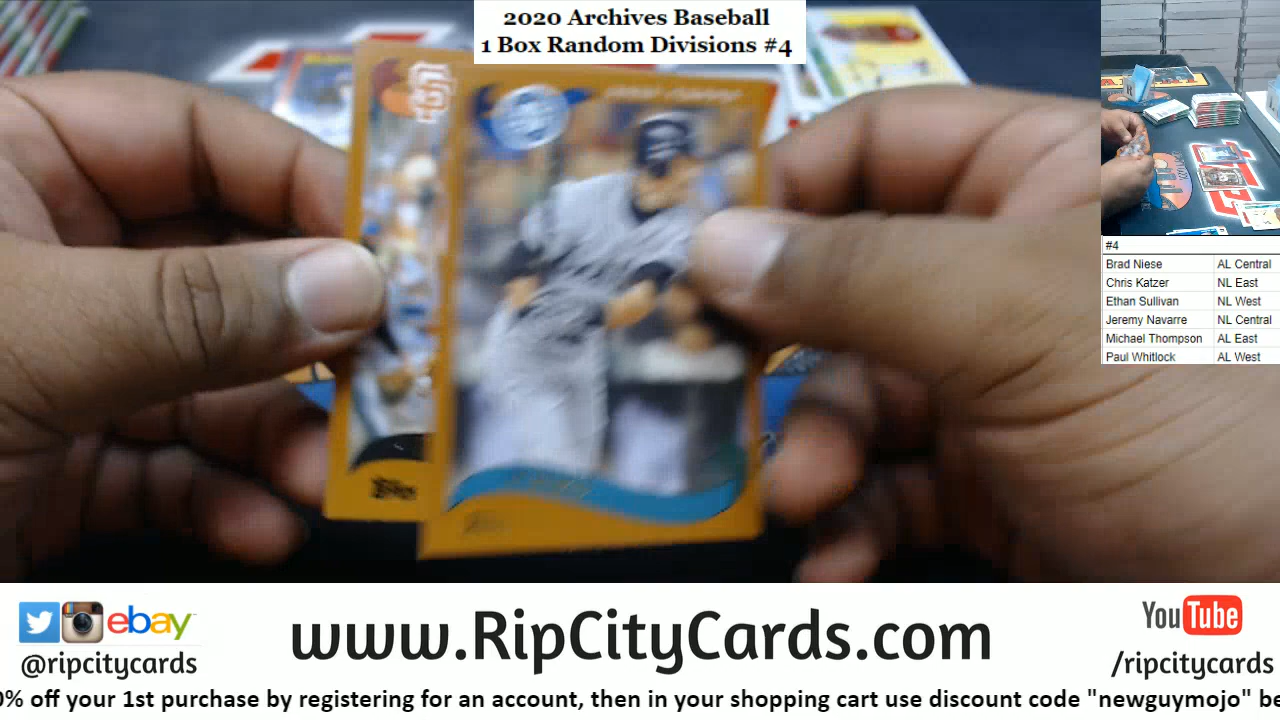 2020 Archives Baseball
1 Box Random Divisions #4
#4
Brad Niese AL Central
Chris Katzer NL East
Ethan Sullivan NL West
Jeremy Navarre NL Central
Michael Thompson AL East
Paul Whitlock AL West
SF
ebay
@ripcitycards
www.RipCityCards.com
YouTube
/ripcitycards
0% off your 1st purchase by registering for an account, then in your shopping cart use discount code "newguymojo" be